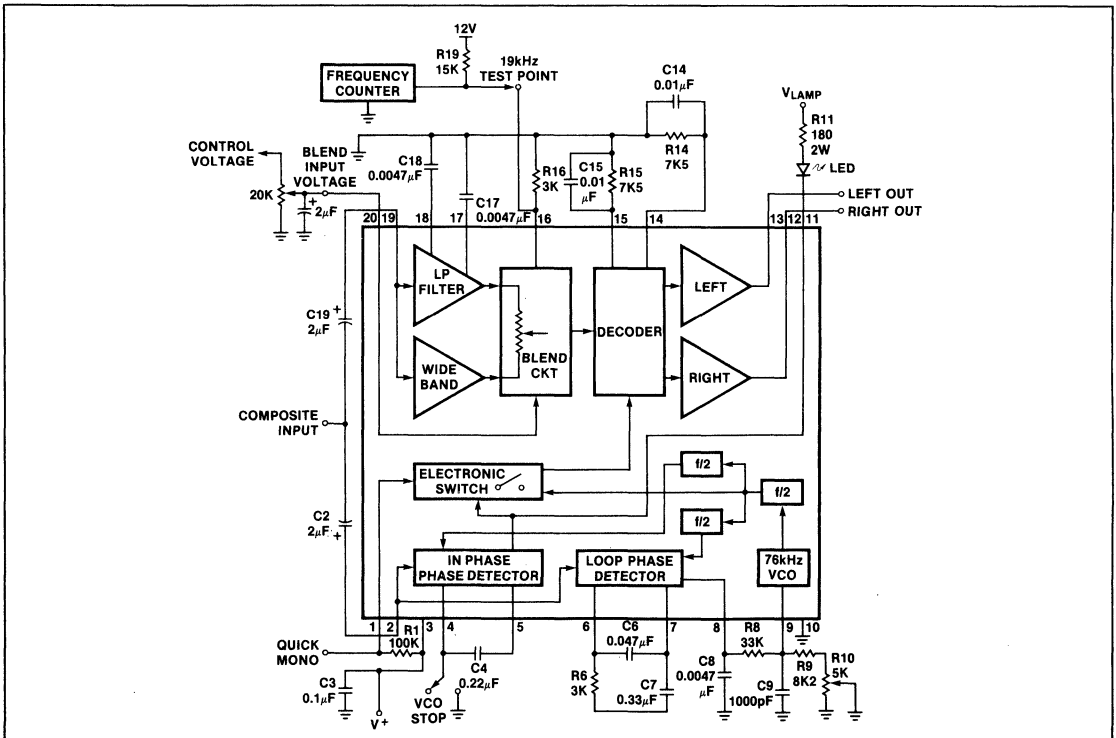 12V
R19
15K
19kHz
TEST POINT
FREQUENCY
COUNTER
C14
0.01μF
VLAMP
R11
180
2W
LED
CONTROL
VOLTAGE
BLEND
INPUT
VOLTAGE
C18
0.0047μF
R16
3K
C15
0.01
μF
R15
7K5
R14
7K5
20K
+
2μF
C17
0.0047μF
LEFT OUT
RIGHT OUT
20 19 18 17 16 15 14 13 12 11
LP
FILTER
LEFT
C19
2μF
+
BLEND
CKT
DECODER
WIDE
BAND
RIGHT
COMPOSITE
INPUT
ELECTRONIC
SWITCH
f/2
f/2
f/2
C2
2μF
+
IN PHASE
PHASE DETECTOR
LOOP PHASE
DETECTOR
76kHz
VCO
1 2 3 4 5 6 7 8 9 10
R1
100K
QUICK
MONO
C3
0.1μF
V+
C4
0.22μF
VCO
STOP
C6
0.047μF
R6
3K
C7
0.33μF
C8
0.0047
μF
R8
33K
C9
1000pF
R9
8K2
R10
5K